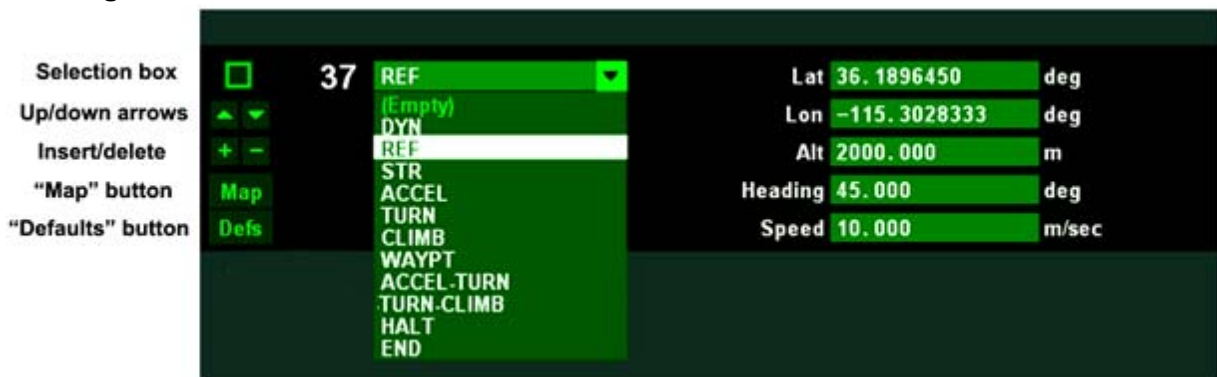 Selection box
Up/down arrows
Insert/delete
“Map” button
“Defaults” button
37 REF
(Empty)
DYN
REF
STR
ACCEL
TURN
CLIMB
WAYPT
ACCEL-TURN
TURN-CLIMB
HALT
END
+ -
Map
Defs
Lat 36.1896450 deg
Lon -115.3028333 deg
Alt 2000.000 m
Heading 45.000 deg
Speed 10.000 m/sec